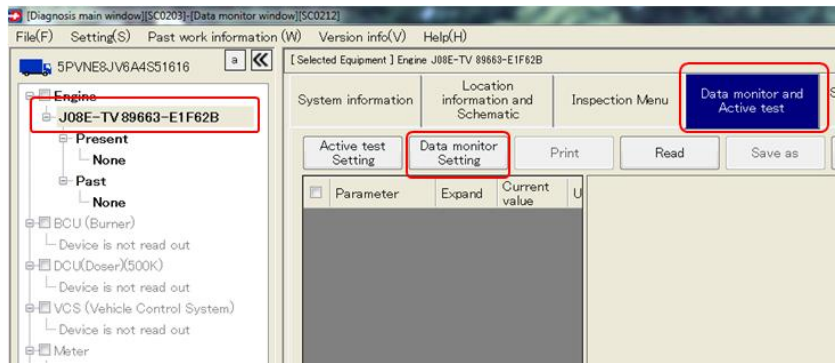 [Diagnosis main window][SC0203]-[Data monitor window][SC0212]
File(F) Setting(S) Past work information (W) Version info(V) Help(H)
5PVNE8JV6A4S51616
a
[ Selected Equipment ] Engine J08E-TV 89663-E1F62B
Engine
J08E-TV 89663-E1F62B
Present
None
Past
None
BCU (Burner)
Device is not read out
DCU(Doser)(500K)
Device is not read out
VCS (Vehicle Control System)
Device is not read out
Meter
System information
Location
information and
Schematic
Inspection Menu
Data monitor and
Active test
S
Active test
Setting
Data monitor
Setting
Print
Read
Save as
Parameter
Expand
Current
value
U